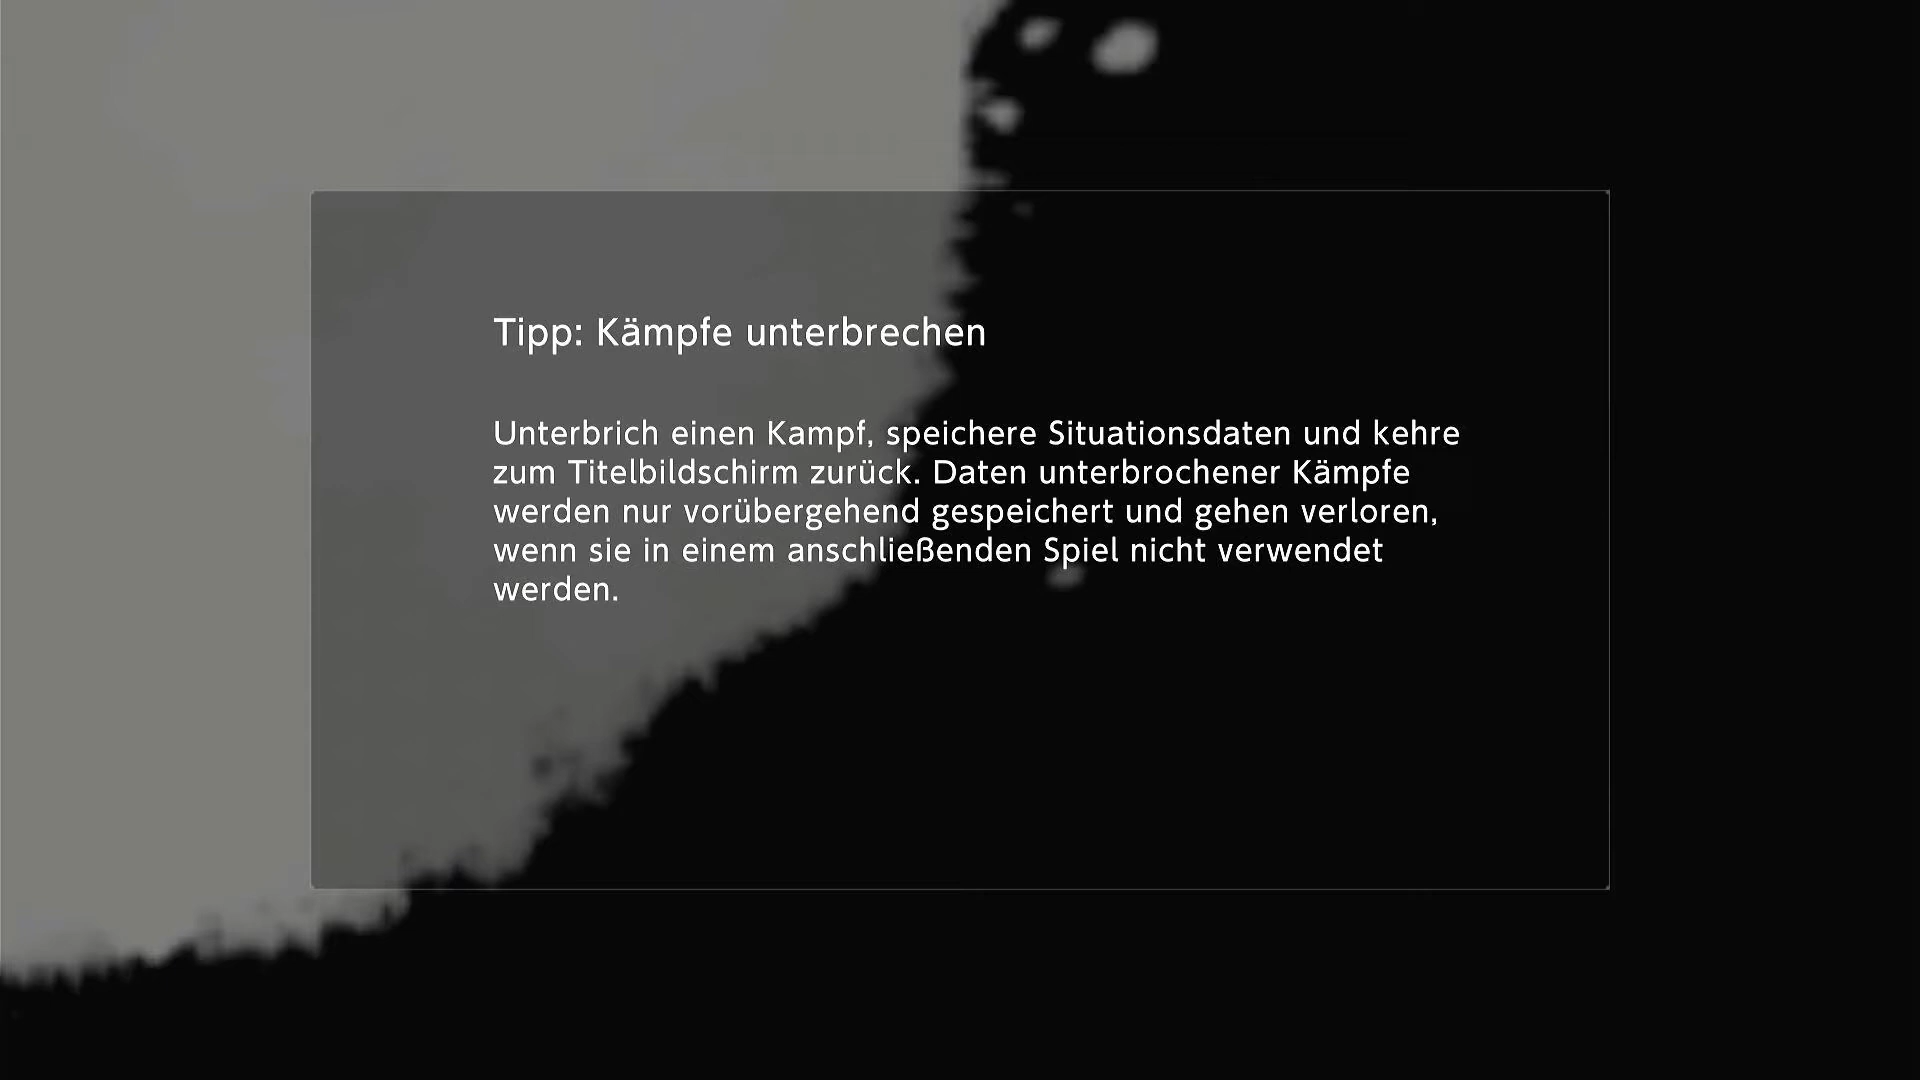 Tipp: Kämpfe unterbrechen
Unterbrich einen Kampf, speichere Situationsdaten und kehre
zum Titelbildschirm zurück. Daten unterbrochener Kämpfe
werden nur vorübergehend gespeichert und gehen verloren,
wenn sie in einem anschließenden Spiel nicht verwendet
werden.